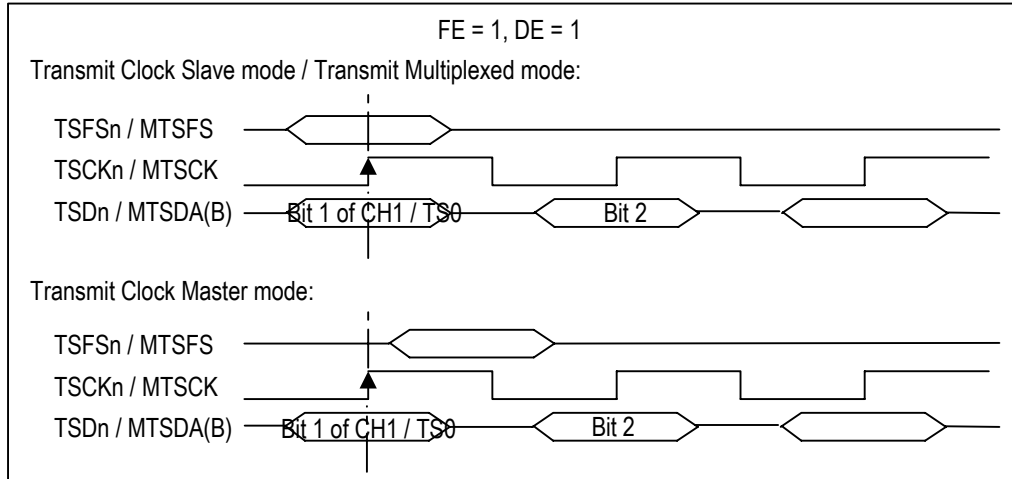 FE = 1, DE = 1
Transmit Clock Slave mode / Transmit Multiplexed mode:
TSFSn / MTSFS
TSCKn / MTSCK
TSDn / MTSDA(B)
Bit 1 of CH1 / TS0
Bit 2
Transmit Clock Master mode:
TSFSn / MTSFS
TSCKn / MTSCK
TSDn / MTSDA(B)
Bit 1 of CH1 / TS0
Bit 2